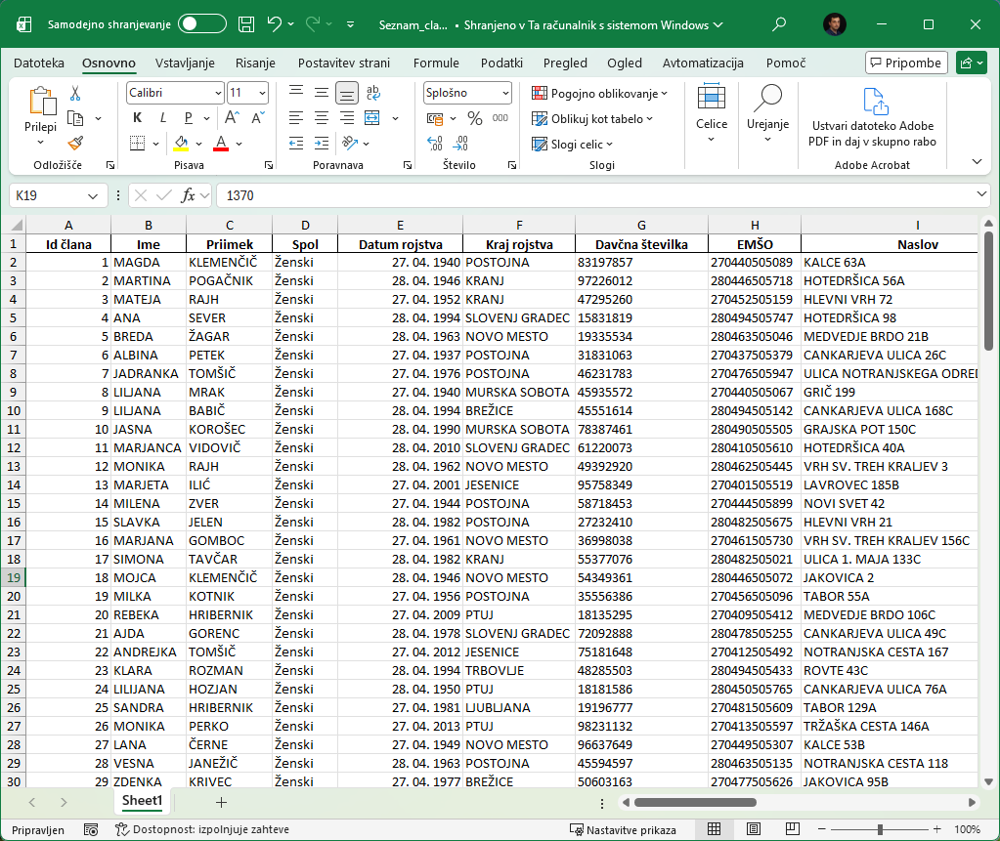 Samodejno shranjevanje Seznam_cla... • Shranjeno v Ta računalnik s sistemom Windows
Datoteka Osnovno Vstavljanje Risanje Postavitev strani Formule Podatki Pregled Ogled Avtomatizacija Pomoč Pripombe
Prilepi Calibri 11 K L P A A ab Splošno % 000 Pogojno oblikovanje Oblikuj kot tabelo Slogi celic Celice Urejanje Ustvari datoteko Adobe PDF in daj v skupno rabo
Odložišče Pisava Poravnava Število Slogi Adobe Acrobat
K19 fx 1370
A B C D E F G H I
1 Id člana Ime Priimek Spol Datum rojstva Kraj rojstva Davčna številka EMŠO Naslov
2 1 MAGDA KLEMENČIČ Ženski 27. 04. 1940 POSTOJNA 83197857 270440505089 KALCE 63A
3 2 MARTINA POGAČNIK Ženski 28. 04. 1946 KRANJ 97226012 280446505718 HOTEDRŠICA 56A
4 3 MATEJA RAJH Ženski 27. 04. 1952 KRANJ 47295260 270452505159 HLEVNI VRH 72
5 4 ANA SEVER Ženski 28. 04. 1994 SLOVENJ GRADEC 15831819 280494505747 HOTEDRŠICA 98
6 5 BREDA ŽAGAR Ženski 28. 04. 1963 NOVO MESTO 19335534 280463505046 MEDVEDJE BRDO 21B
7 6 ALBINA PETEK Ženski 27. 04. 1937 POSTOJNA 31831063 270437505379 CANKARJEVA ULICA 26C
8 7 JADRANKA TOMŠIČ Ženski 27. 04. 1976 POSTOJNA 46231783 270476505947 ULICA NOTRANJSKEGA ODRED
9 8 LILJANA MRAK Ženski 27. 04. 1940 MURSKA SOBOTA 45935572 270440505067 GRIČ 199
10 9 LILJANA BABIČ Ženski 28. 04. 1994 BREŽICE 45551614 280494505142 CANKARJEVA ULICA 168C
11 10 JASNA KOROŠEC Ženski 28. 04. 1990 MURSKA SOBOTA 78387461 280490505505 GRAJSKA POT 150C
12 11 MARJANCA VIDOVIČ Ženski 28. 04. 2010 SLOVENJ GRADEC 61220073 280410505610 HOTEDRŠICA 40A
13 12 MONIKA RAJH Ženski 28. 04. 1962 NOVO MESTO 49392920 280462505445 VRH SV. TREH KRALJEV 3
14 13 MARJETA ILIĆ Ženski 27. 04. 2001 JESENICE 95758349 270401505519 LAVROVEC 185B
15 14 MILENA ZVER Ženski 27. 04. 1944 POSTOJNA 58718453 270444505899 NOVI SVET 42
16 15 SLAVKA JELEN Ženski 28. 04. 1982 POSTOJNA 27232410 280482505675 HLEVNI VRH 21
17 16 MARJANA GOMBOC Ženski 27. 04. 1961 NOVO MESTO 36998038 270461505730 VRH SV. TREH KRALJEV 156C
18 17 SIMONA TAVČAR Ženski 28. 04. 1982 KRANJ 55377076 280482505021 ULICA 1. MAJA 133C
19 18 MOJCA KLEMENČIČ Ženski 28. 04. 1946 NOVO MESTO 54349361 280446505072 JAKOVICA 2
20 19 MILKA KOTNIK Ženski 27. 04. 1956 POSTOJNA 35556386 270456505096 TABOR 55A
21 20 REBEKA HRIBERNIK Ženski 27. 04. 2009 PTUJ 18135295 270409505412 MEDVEDJE BRDO 106C
22 21 AJDA GORENC Ženski 28. 04. 1978 SLOVENJ GRADEC 72092888 280478505255 CANKARJEVA ULICA 49C
23 22 ANDREJKA TOMŠIČ Ženski 27. 04. 2012 JESENICE 75181648 270412505492 NOTRANJSKA CESTA 167
24 23 KLARA ROZMAN Ženski 28. 04. 1994 TRBOVLJE 48285503 280494505433 ROVTE 43C
25 24 LILIJANA HOZJAN Ženski 28. 04. 1950 PTUJ 18181586 280450505765 CANKARJEVA ULICA 76A
26 25 SANDRA HRIBERNIK Ženski 27. 04. 1981 LJUBLJANA 19196777 270481505609 TABOR 129A
27 26 MONIKA PERKO Ženski 27. 04. 2013 PTUJ 98231132 270413505597 TRŽAŠKA CESTA 146A
28 27 LANA ČERNE Ženski 27. 04. 1949 NOVO MESTO 96637649 270449505307 KALCE 53B
29 28 VESNA JANEŽIČ Ženski 28. 04. 1963 POSTOJNA 45594597 280463505135 NOTRANJSKA CESTA 118
30 29 ZDENKA KRIVEC Ženski 27. 04. 1977 BREŽICE 50603163 270477505626 JAKOVICA 95B
Sheet1
Pripravljen Dostopnost: izpolnjuje zahteve Nastavitve prikaza 100%